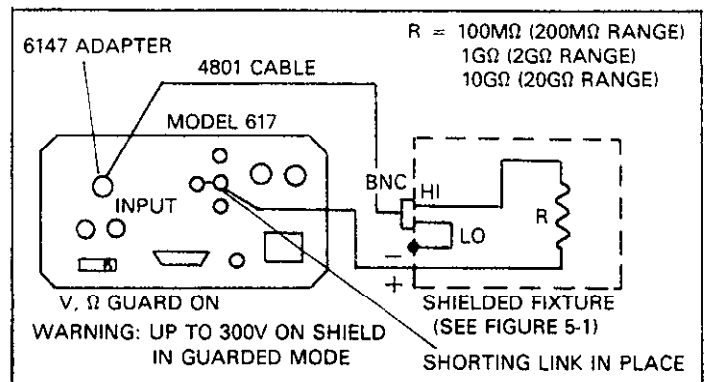 6147 ADAPTER
4801 CABLE
R = 100MΩ (200MΩ RANGE)
1GΩ (2GΩ RANGE)
10GΩ (20GΩ RANGE)
MODEL 617
INPUT
BNC
HI
LO
R
−
+
V, Ω GUARD ON
WARNING: UP TO 300V ON SHIELD
IN GUARDED MODE
SHIELDED FIXTURE
(SEE FIGURE 5-1)
SHORTING LINK IN PLACE